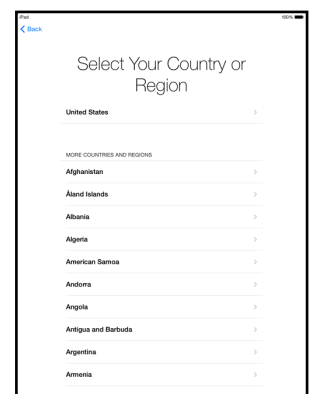 iPad 100%
Back
Select Your Country or
Region
United States
MORE COUNTRIES AND REGIONS
Afghanistan
Åland Islands
Albania
Algeria
American Samoa
Andorra
Angola
Antigua and Barbuda
Argentina
Armenia